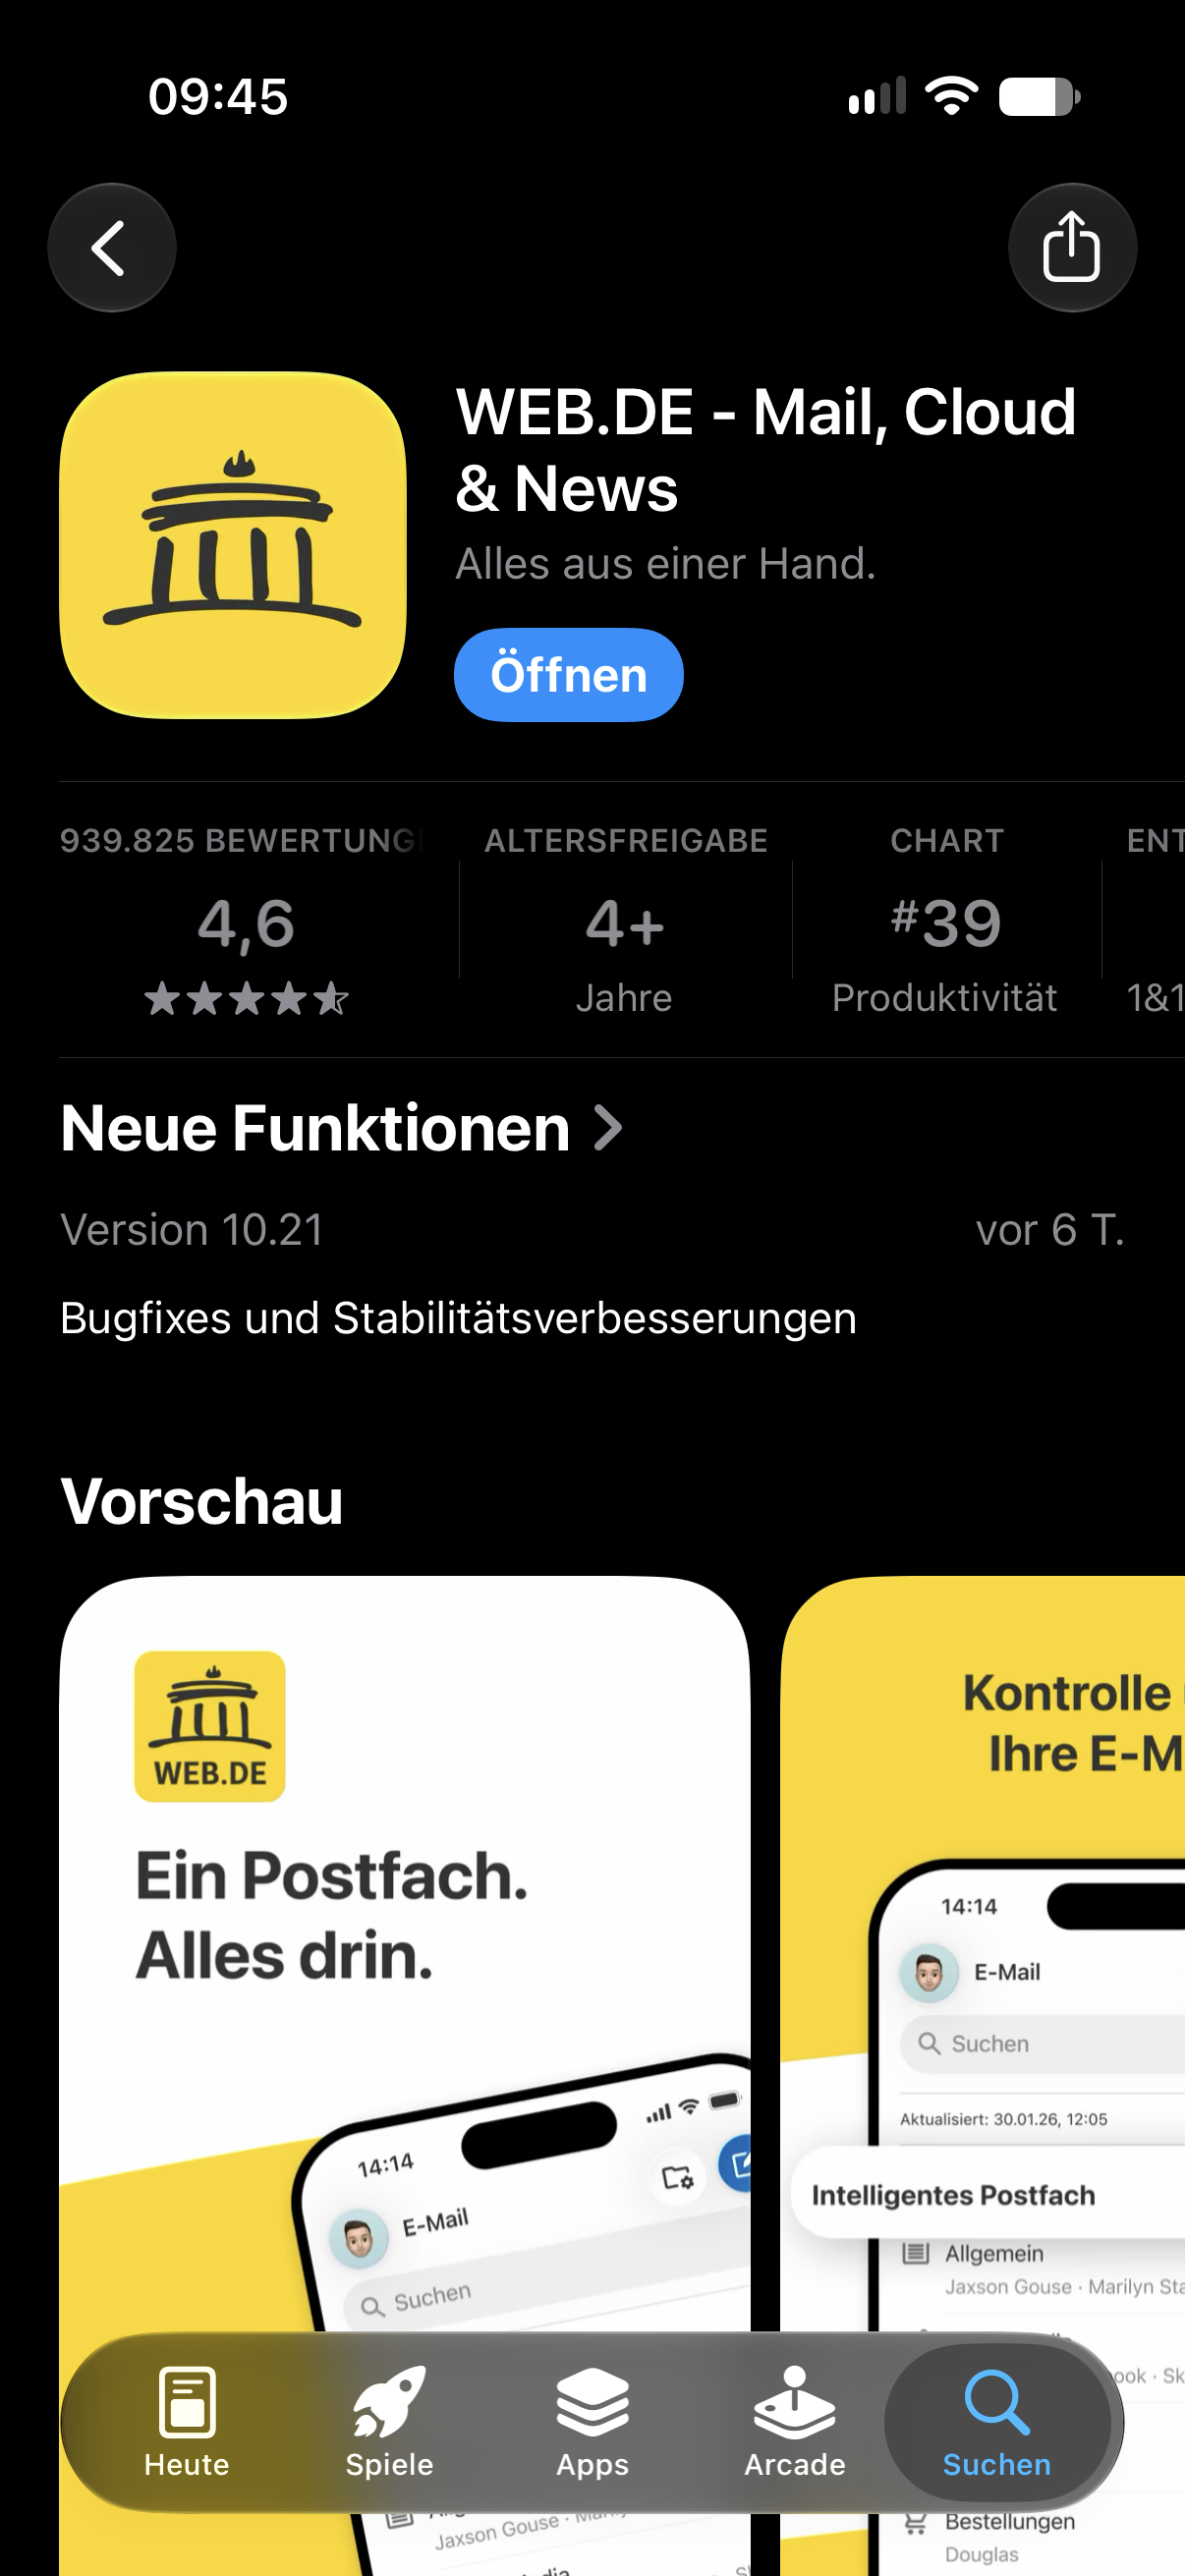 09:45
WEB.DE - Mail, Cloud
& News
Alles aus einer Hand.
Öffnen
939.825 BEWERTUNG
4,6
ALTERSFREIGABE
4+
Jahre
CHART
#39
Produktivität
ENT
1&1
Neue Funktionen
Version 10.21
vor 6 T.
Bugfixes und Stabilitätsverbesserungen
Vorschau
WEB.DE
Ein Postfach.
Alles drin.
14:14
E-Mail
Suchen
Jaxson Gouse
Kontrolle
Ihre E-M
14:14
E-Mail
Suchen
Aktualisiert: 30.01.26, 12:05
Intelligentes Postfach
Allgemein
Jaxson Gouse · Marilyn Sta
Bestellungen
Douglas
Heute
Spiele
Apps
Arcade
Suchen